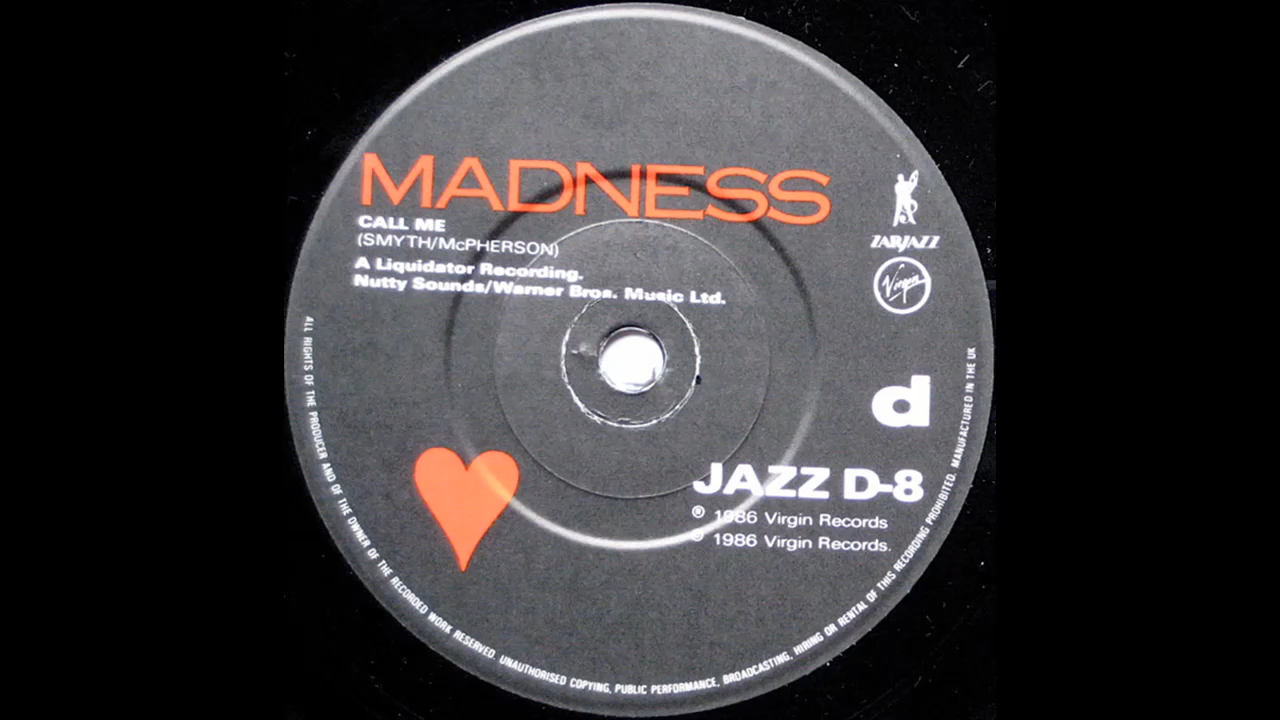 MADNESS
CALL ME
(SMYTH/McPHERSON)
A Liquidator Recording.
Nutty Sounds/Warner Bros. Music Ltd.
ZARJAZZ
Virgin
d
JAZZ D-8
℗ 1986 Virgin Records
© 1986 Virgin Records.
ALL RIGHTS OF THE PRODUCER AND OF THE OWNER OF THE RECORDED WORK RESERVED. UNAUTHORISED COPYING, PUBLIC PERFORMANCE, BROADCASTING, HIRING OR RENTAL OF THIS RECORDING PROHIBITED. MANUFACTURED IN THE UK